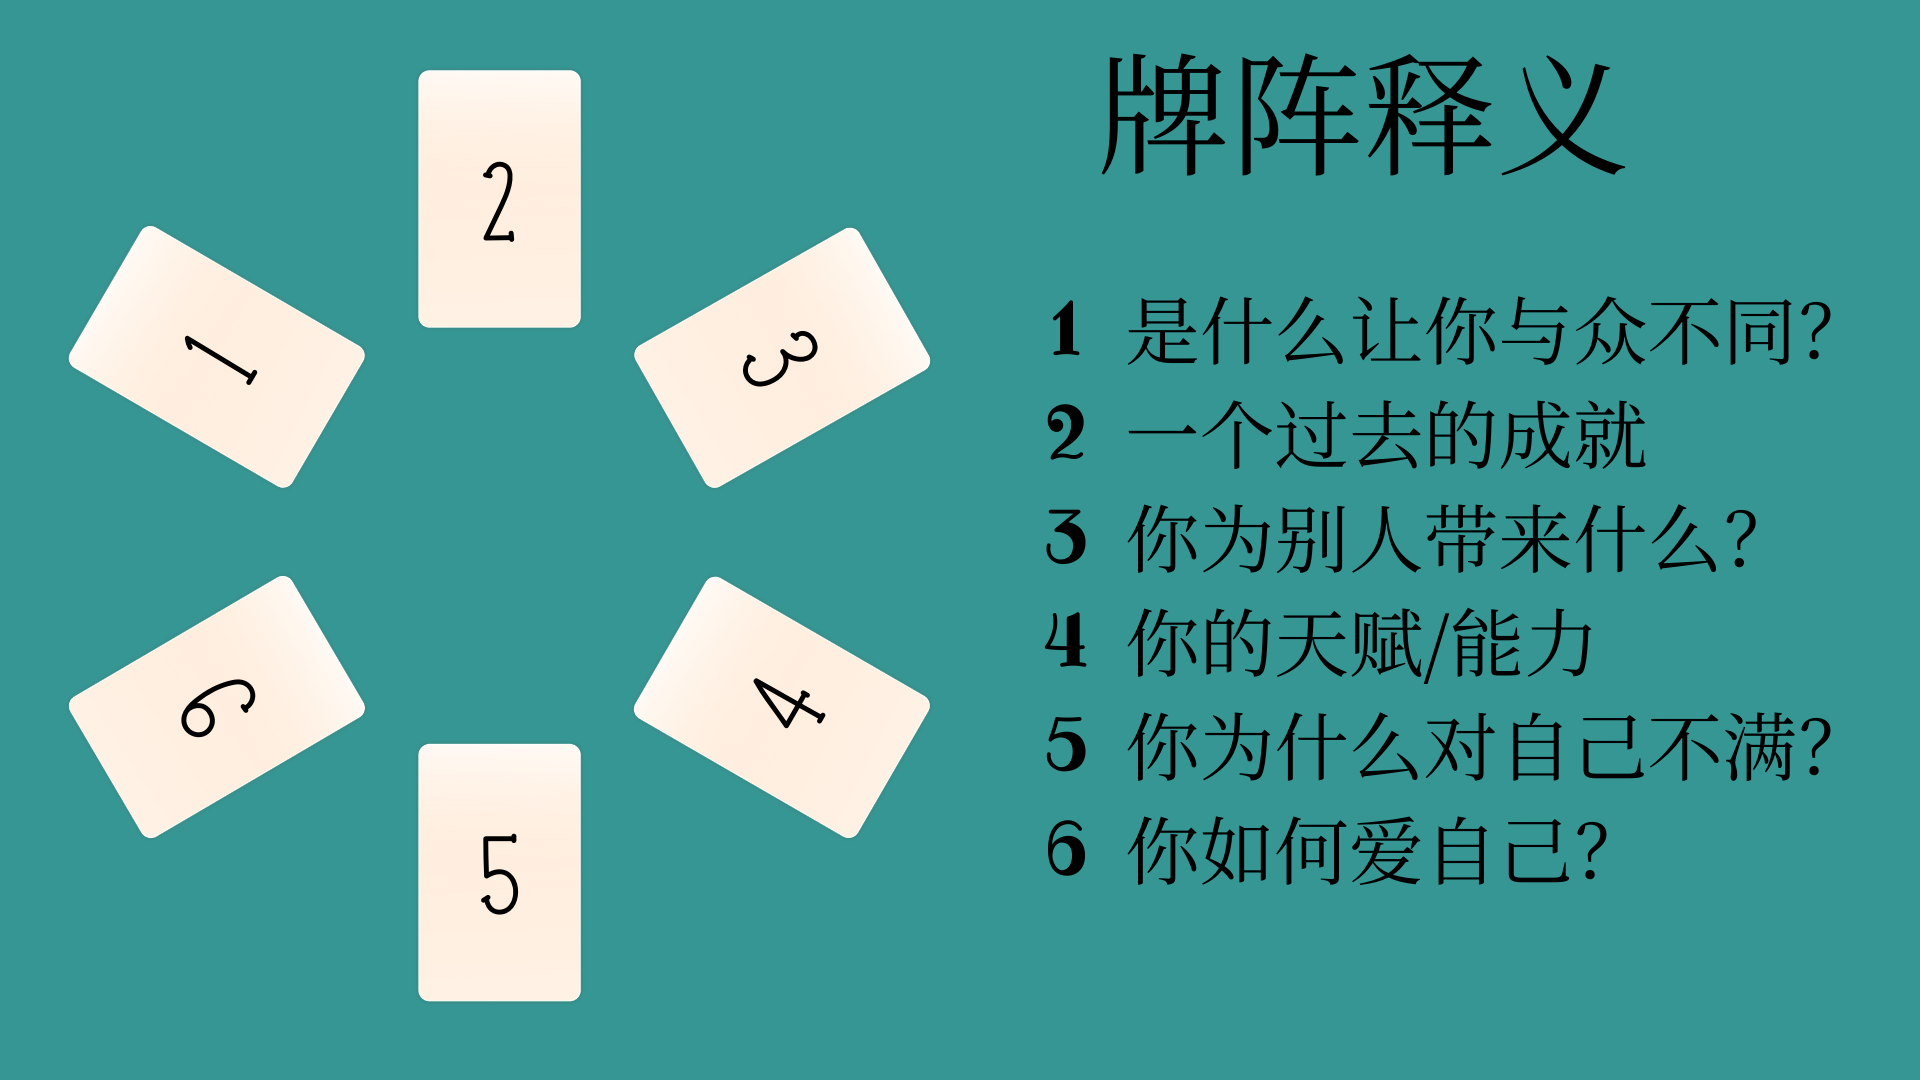 牌阵释义
1 是什么让你与众不同?
2 一个过去的成就
3 你为别人带来什么?
4 你的天赋/能力
5 你为什么对自己不满?
6 你如何爱自己?
2
1
3
6
4
5